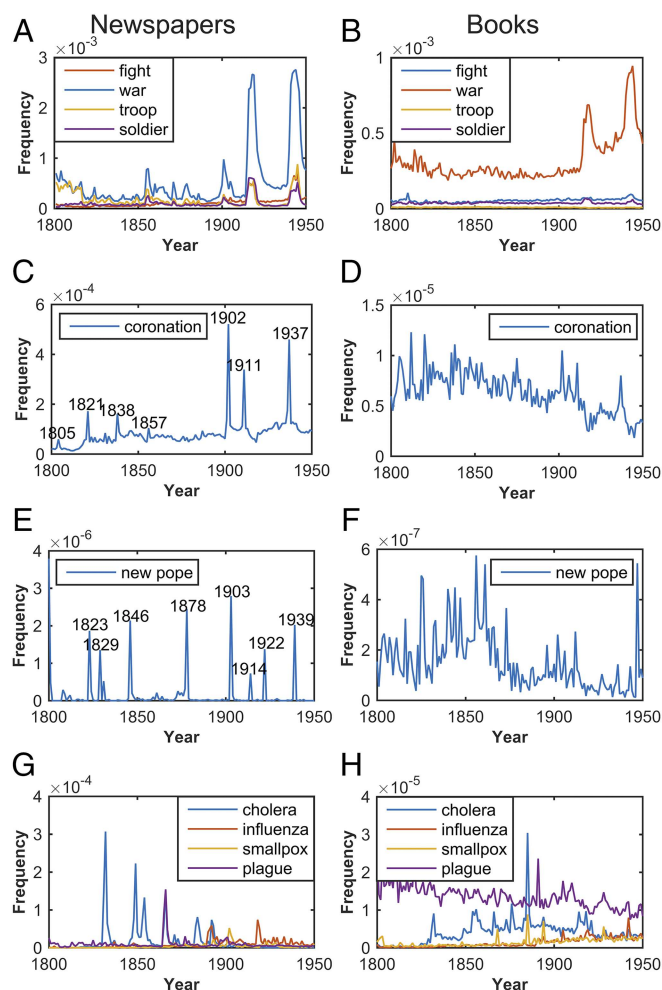 Newspapers
Books
A
×10⁻³
3
2
1
0
Frequency
fight
war
troop
soldier
1800 1850 1900 1950
Year
B
×10⁻³
1
0.5
0
Frequency
fight
war
troop
soldier
1800 1850 1900 1950
Year
C
×10⁻⁴
6
4
2
0
Frequency
coronation
1805
1821
1838
1857
1902
1911
1937
1800 1850 1900 1950
Year
D
×10⁻⁵
1.5
1
0.5
0
Frequency
coronation
1800 1850 1900 1950
Year
E
×10⁻⁶
4
3
2
1
0
Frequency
new pope
1823
1829
1846
1878
1903
1914
1922
1939
1800 1850 1900 1950
Year
F
×10⁻⁷
6
4
2
0
Frequency
new pope
1800 1850 1900 1950
Year
G
×10⁻⁴
4
3
2
1
0
Frequency
cholera
influenza
smallpox
plague
1800 1850 1900 1950
Year
H
×10⁻⁵
4
3
2
1
0
Frequency
cholera
influenza
smallpox
plague
1800 1850 1900 1950
Year